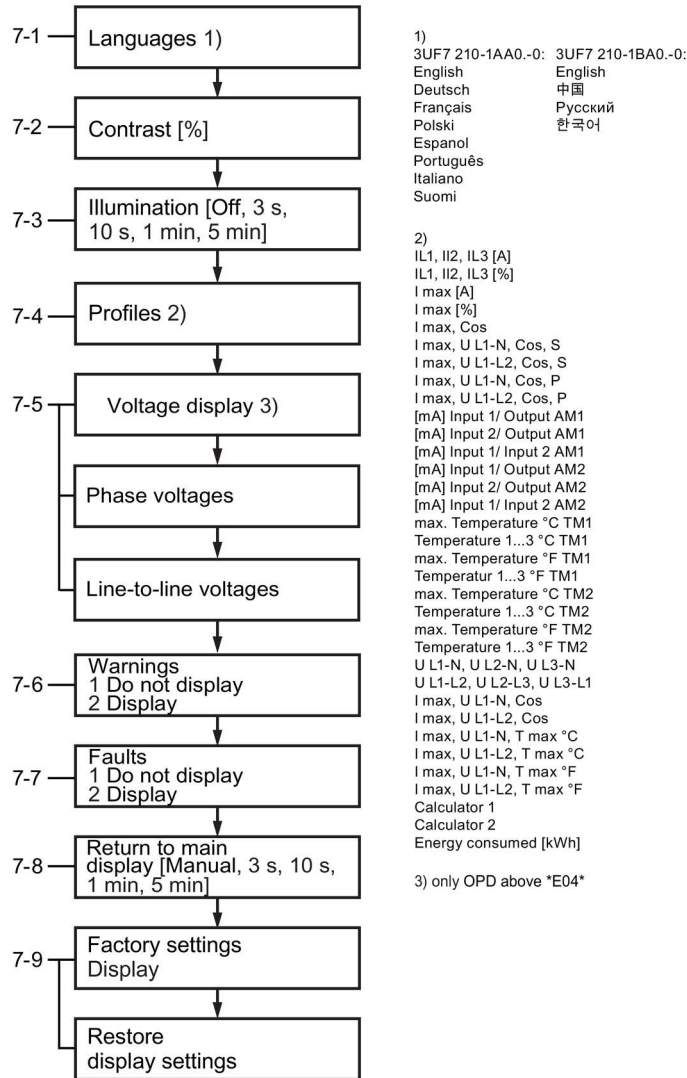 7-1
Languages 1)
7-2
Contrast [%]
7-3
Illumination [Off, 3 s,
10 s, 1 min, 5 min]
7-4
Profiles 2)
7-5
Voltage display 3)
Phase voltages
Line-to-line voltages
7-6
Warnings
1 Do not display
2 Display
7-7
Faults
1 Do not display
2 Display
7-8
Return to main
display [Manual, 3 s, 10 s,
1 min, 5 min]
7-9
Factory settings
Display
Restore
display settings
1)
3UF7 210-1AA0.-0: 3UF7 210-1BA0.-0:
English English
Deutsch 中国
Français Русский
Polski 한국어
Espanol
Português
Italiano
Suomi
2)
IL1, II2, IL3 [A]
IL1, II2, IL3 [%]
I max [A]
I max [%]
I max, Cos
I max, U L1-N, Cos, S
I max, U L1-L2, Cos, S
I max, U L1-N, Cos, P
I max, U L1-L2, Cos, P
[mA] Input 1/ Output AM1
[mA] Input 2/ Output AM1
[mA] Input 1/ Input 2 AM1
[mA] Input 1/ Output AM2
[mA] Input 2/ Output AM2
[mA] Input 1/ Input 2 AM2
max. Temperature °C TM1
Temperature 1...3 °C TM1
max. Temperature °F TM1
Temperatur 1...3 °F TM1
max. Temperature °C TM2
Temperature 1...3 °C TM2
max. Temperature °F TM2
Temperature 1...3 °F TM2
U L1-N, U L2-N, U L3-N
U L1-L2, U L2-L3, U L3-L1
I max, U L1-N, Cos
I max, U L1-L2, Cos
I max, U L1-N, T max °C
I max, U L1-L2, T max °C
I max, U L1-N, T max °F
I max, U L1-L2, T max °F
Calculator 1
Calculator 2
Energy consumed [kWh]
3) only OPD above *E04*